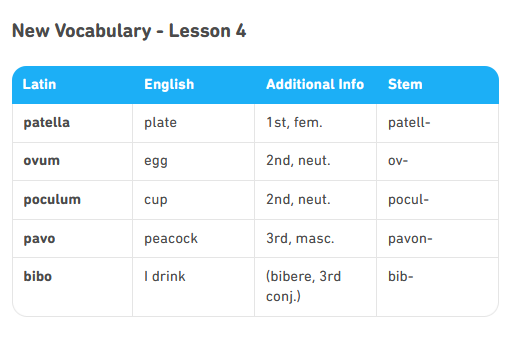 New Vocabulary - Lesson 4
Latin English Additional Info Stem
patella plate 1st, fem. patell-
ovum egg 2nd, neut. ov-
poculum cup 2nd, neut. pocul-
pavo peacock 3rd, masc. pavon-
bibo I drink (bibere, 3rd bib-
conj.)